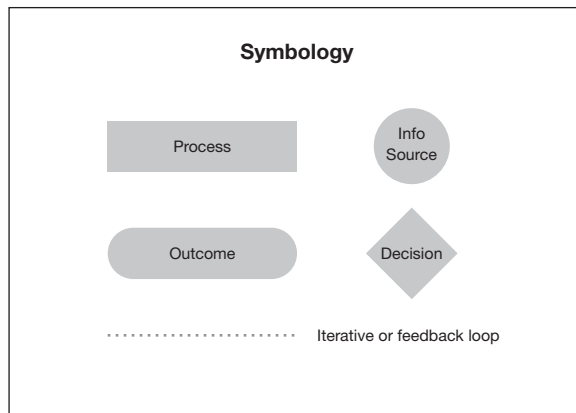 Symbology
Process
Info
Source
Outcome
Decision
Iterative or feedback loop